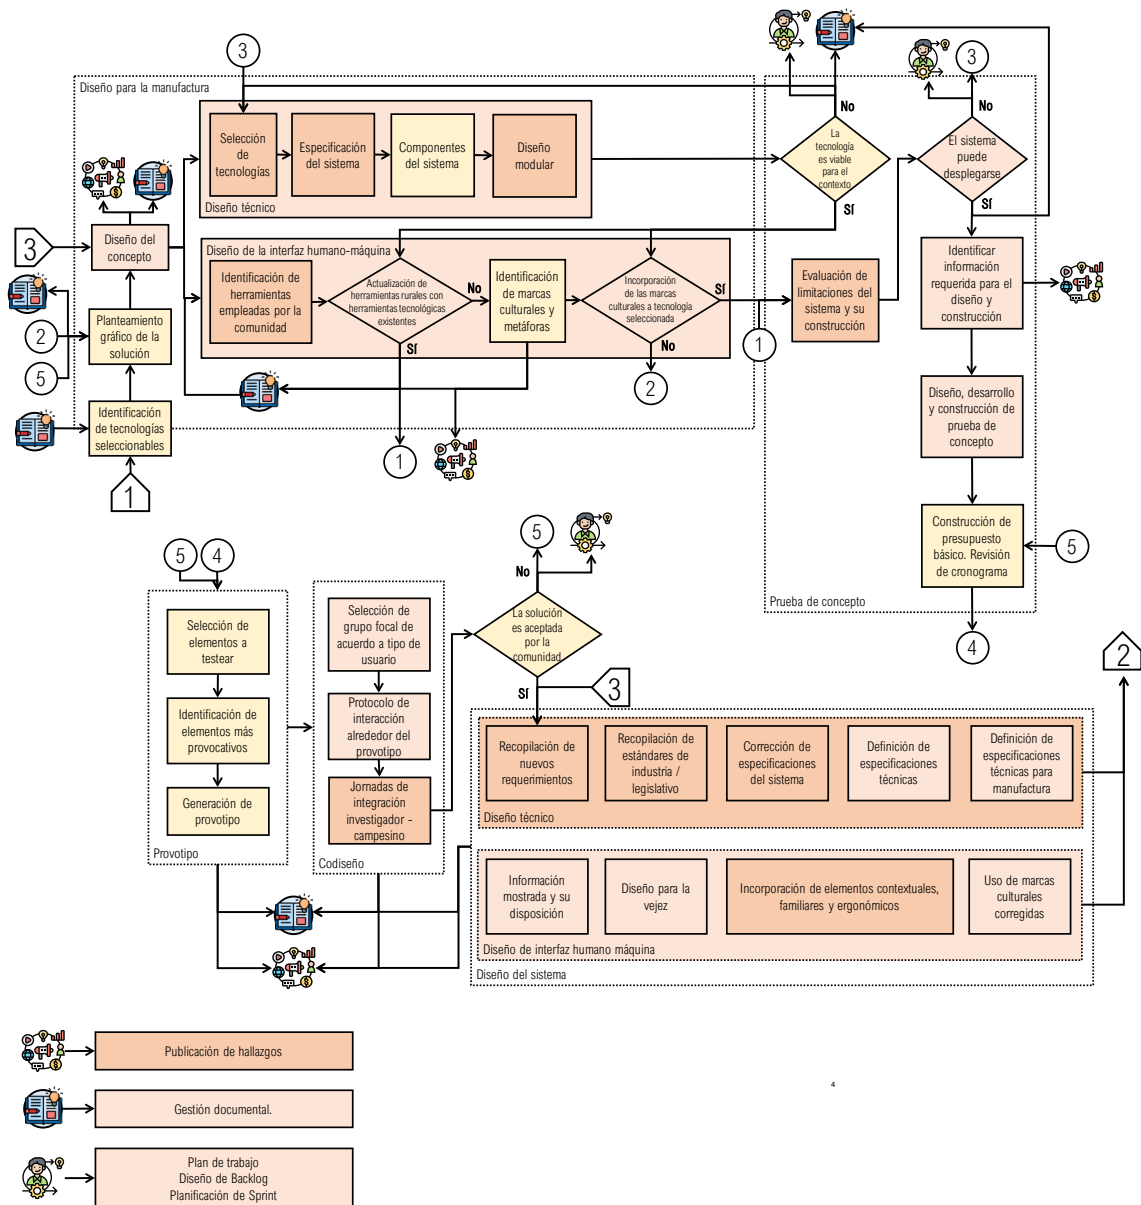 3
Diseño para la manufactura
Selección
de
tecnologías
Especificación
del sistema
Componentes
del sistema
Diseño
modular
Diseño técnico
No
La
tecnología
es viable
para el
contexto
Sí
3
No
El sistema
puede
desplegarse
Sí
3
Diseño del
concepto
Diseño de la interfaz humano-máquina
Identificación de
herramientas
empleadas por la
comunidad
Actualización de
herramientas rurales con
herramientas tecnológicas
existentes
No
Sí
Identificación
de marcas
culturales y
metáforas
Incorporación
de las marcas
culturales a tecnología
seleccionada
Sí
No
Evaluación de
limitaciones del
sistema y su
construcción
Identificar
información
requerida para el
diseño y
construcción
2
5
Planteamiento
gráfico de la
solución
1
2
Identificación
de tecnologías
seleccionables
1
1
Diseño, desarrollo
y construcción de
prueba de
concepto
Construcción de
presupuesto
básico. Revisión
de cronograma
5
Prueba de concepto
4
5
4
Selección de
elementos a
testear
Identificación de
elementos más
provocativos
Generación de
provotipo
Provotipo
Selección de
grupo focal de
acuerdo a tipo de
usuario
Protocolo de
interacción
alrededor del
provotipo
Jornadas de
integración
investigador -
campesino
Codiseño
5
No
La solución
es aceptada
por la
comunidad
Sí
3
2
Recopilación de
nuevos
requerimientos
Recopilación de
estándares de
industria /
legislativo
Corrección de
especificaciones
del sistema
Definición de
especificaciones
técnicas
Definición de
especificaciones
técnicas para
manufactura
Diseño técnico
Información
mostrada y su
disposición
Diseño para la
vejez
Incorporación de elementos contextuales,
familiares y ergonómicos
Uso de marcas
culturales
corregidas
Diseño de interfaz humano máquina
Diseño del sistema
Publicación de hallazgos
4
Gestión documental.
Plan de trabajo
Diseño de Backlog
Planificación de Sprint